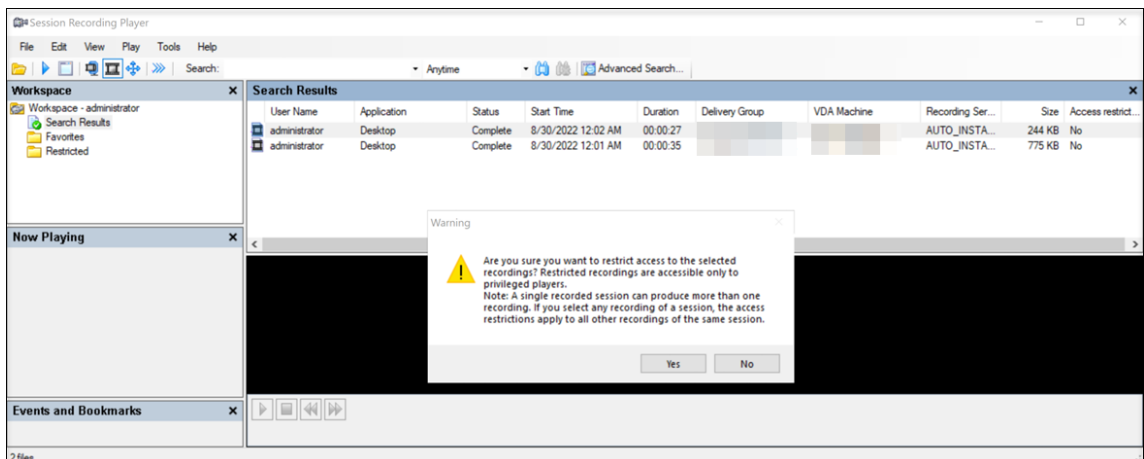 Session Recording Player
File Edit View Play Tools Help
Search: Anytime Advanced Search...
Workspace
Workspace - administrator
Search Results
Favorites
Restricted
Search Results
User Name Application Status Start Time Duration Delivery Group VDA Machine Recording Ser... Size Access restrict...
administrator Desktop Complete 8/30/2022 12:02 AM 00:00:27 AUTO_INSTA... 244 KB No
administrator Desktop Complete 8/30/2022 12:01 AM 00:00:35 AUTO_INSTA... 775 KB No
Now Playing
Warning
Are you sure you want to restrict access to the selected
recordings? Restricted recordings are accessible only to
privileged players.
Note: A single recorded session can produce more than one
recording. If you select any recording of a session, the access
restrictions apply to all other recordings of the same session.
Yes No
Events and Bookmarks
2 files